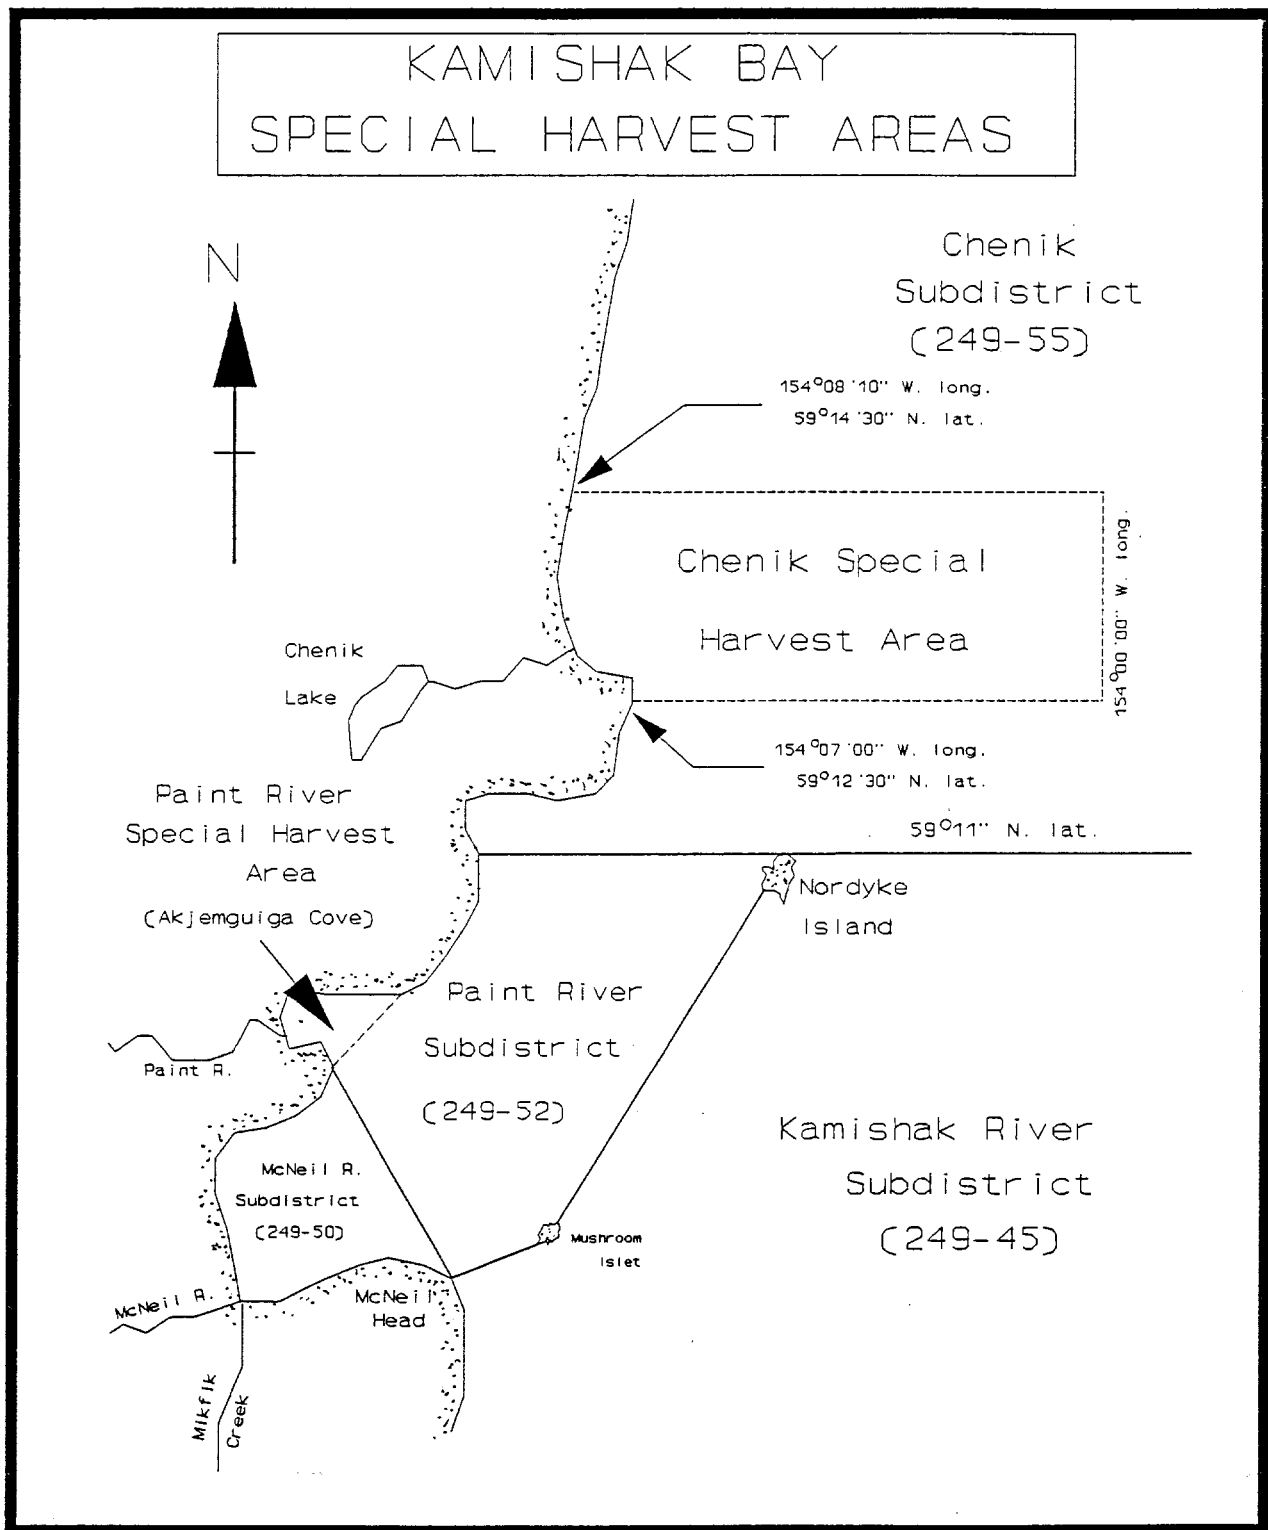 KAMISHAK BAY
SPECIAL HARVEST AREAS
N
Chenik
Subdistrict
(249-55)
154°08'10" W. long.
59°14'30" N. lat.
Chenik Special
Harvest Area
154°00'00" W. long.
Chenik
Lake
154°07'00" W. long.
59°12'30" N. lat.
59°11" N. lat.
Paint River
Special Harvest
Area
(Akjemguiga Cove)
Nordyke
Island
Paint River
Subdistrict
(249-52)
Paint R.
Kamishak River
Subdistrict
(249-45)
McNeil R.
Subdistrict
(249-50)
Mushroom
Islet
McNeil R.
McNeil
Head
Mikfik
Creek